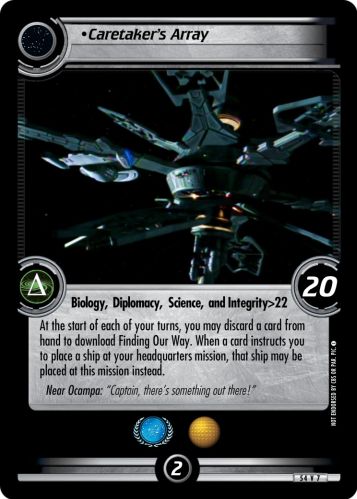 •Caretaker's Array
20
Δ
Biology, Diplomacy, Science, and Integrity>22
At the start of each of your turns, you may discard a card from
hand to download Finding Our Way. When a card instructs you
to place a ship at your headquarters mission, that ship may be
placed at this mission instead.
Near Ocampa: "Captain, there's something out there!"
NOT ENDORSED BY CBS OR PAR. PIC
2
54 V 7